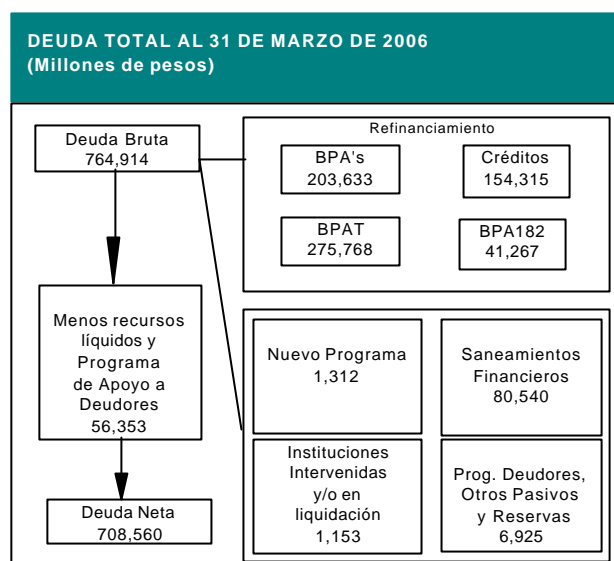 DEUDA TOTAL AL 31 DE MARZO DE 2006
(Millones de pesos)
Deuda Bruta
764,914
Menos recursos
líquidos y
Programa
de Apoyo a
Deudores
56,353
Deuda Neta
708,560
Refinanciamiento
BPA's
203,633
Créditos
154,315
BPAT
275,768
BPA182
41,267
Nuevo Programa
1,312
Saneamientos
Financieros
80,540
Instituciones
Intervenidas
y/o en
liquidación
1,153
Prog. Deudores,
Otros Pasivos
y Reservas
6,925